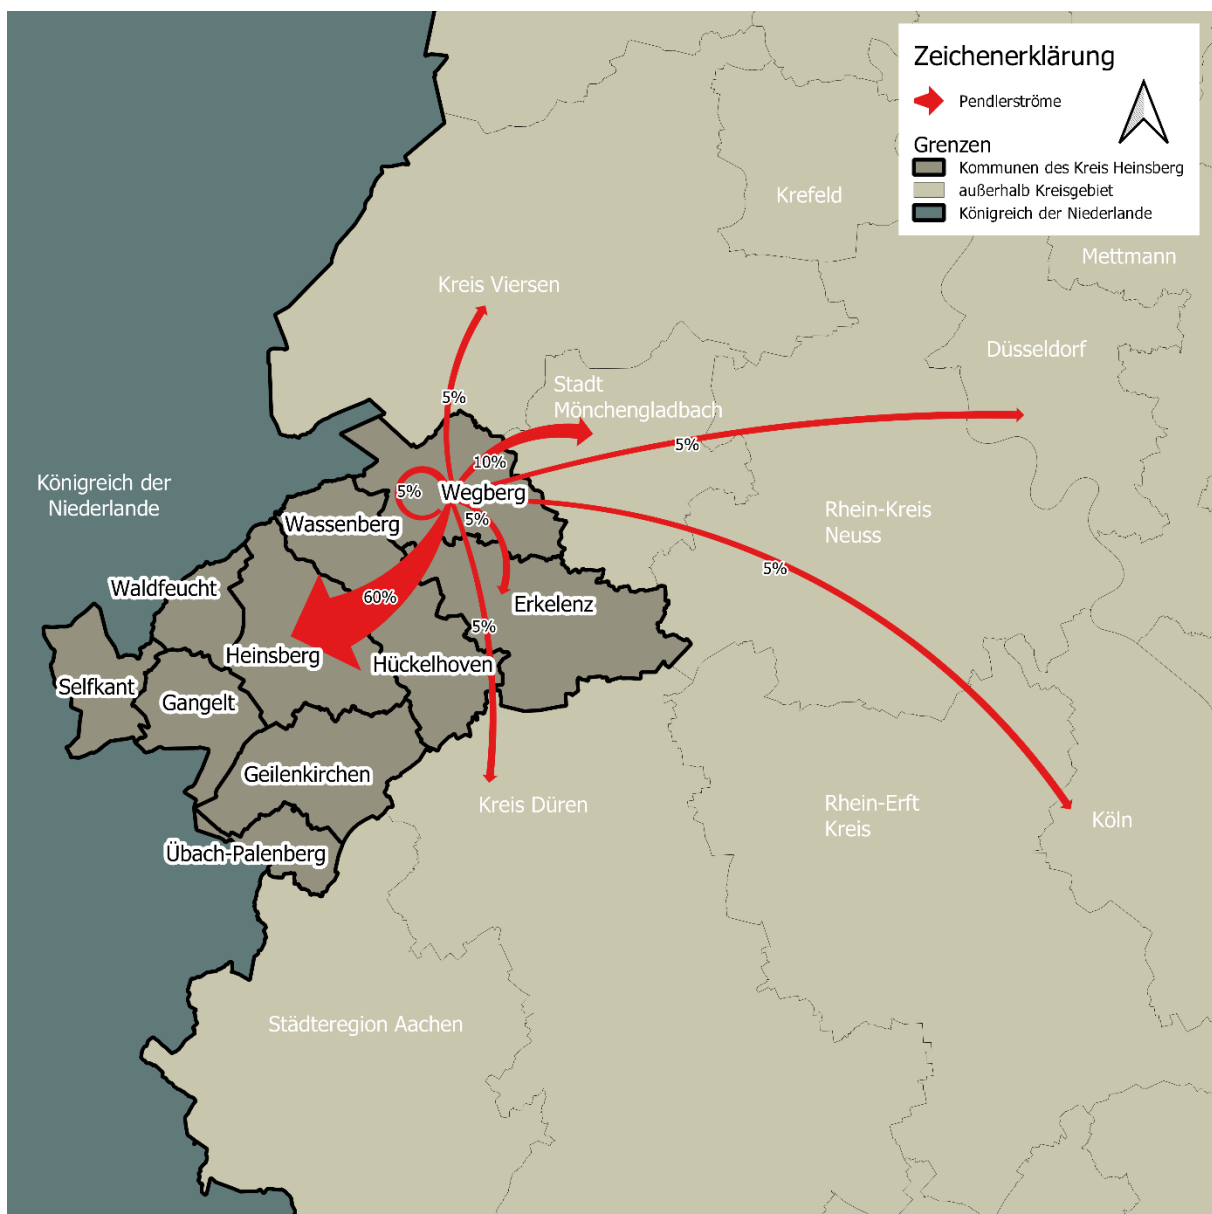 Zeichenerklärung
Pendlerströme
Grenzen
Kommunen des Kreis Heinsberg
außerhalb Kreisgebiet
Königreich der Niederlande
Krefeld
Mettmann
Kreis Viersen
Düsseldorf
Stadt
Mönchengladbach
5%
5%
10%
Königreich der
Niederlande
5%
Wegberg
Wassenberg
5%
Rhein-Kreis
Neuss
5%
Waldfeucht
60%
Erkelenz
5%
Heinsberg
Hückelhoven
Selfkant
Gangelt
Geilenkirchen
Kreis Düren
Rhein-Erft
Kreis
Köln
Übach-Palenberg
Städteregion Aachen